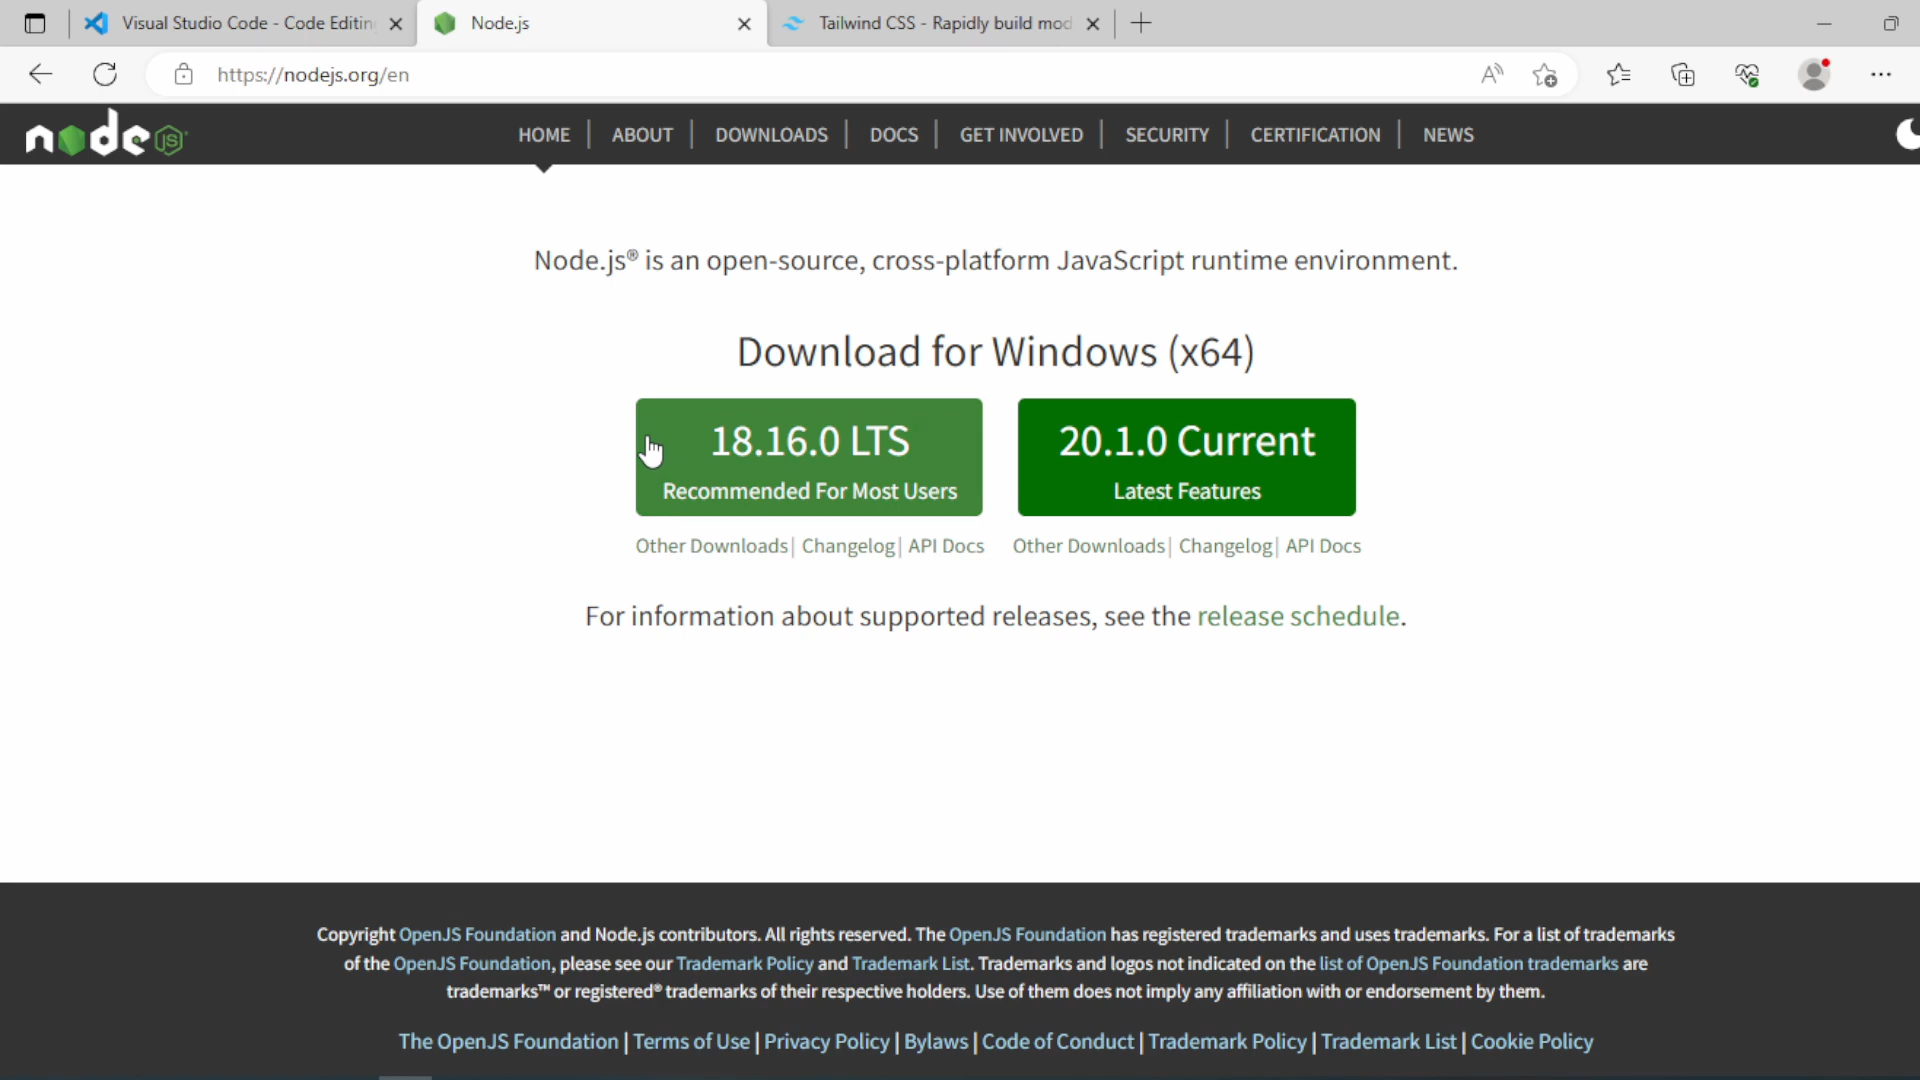 Visual Studio Code - Code Editin
Node.js
Tailwind CSS - Rapidly build mod
https://nodejs.org/en
node JS
HOME | ABOUT | DOWNLOADS | DOCS | GET INVOLVED | SECURITY | CERTIFICATION | NEWS
Node.js® is an open-source, cross-platform JavaScript runtime environment.
Download for Windows (x64)
18.16.0 LTS
Recommended For Most Users
20.1.0 Current
Latest Features
Other Downloads | Changelog | API Docs
Other Downloads | Changelog | API Docs
For information about supported releases, see the release schedule.
Copyright OpenJS Foundation and Node.js contributors. All rights reserved. The OpenJS Foundation has registered trademarks and uses trademarks. For a list of trademarks
of the OpenJS Foundation, please see our Trademark Policy and Trademark List. Trademarks and logos not indicated on the list of OpenJS Foundation trademarks are
trademarks™ or registered® trademarks of their respective holders. Use of them does not imply any affiliation with or endorsement by them.
The OpenJS Foundation | Terms of Use | Privacy Policy | Bylaws | Code of Conduct | Trademark Policy | Trademark List | Cookie Policy